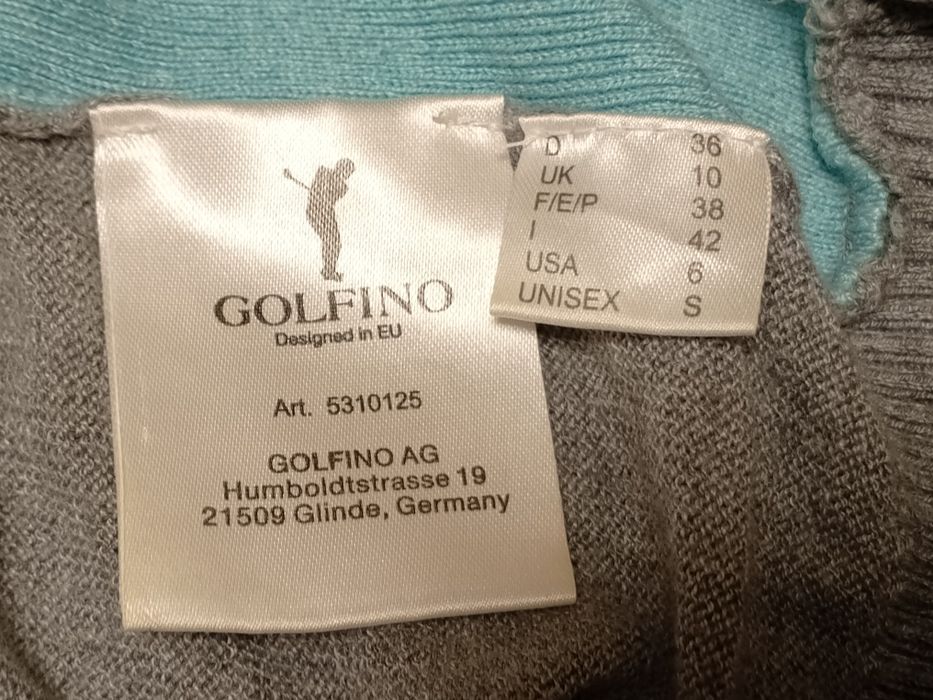 GOLFINO
Designed in EU
Art. 5310125
GOLFINO AG
Humboldtstrasse 19
21509 Glinde, Germany
D 36
UK 10
F/E/P 38
I 42
USA 6
UNISEX S